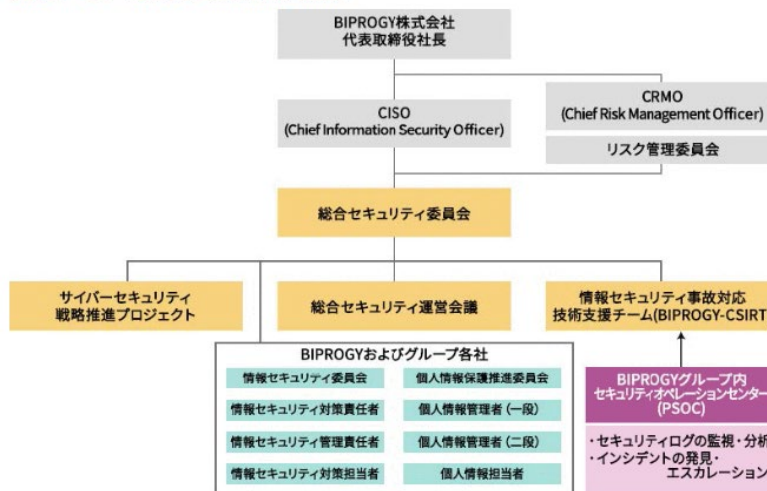 BIPROGY株式会社
代表取締役社長
CISO
(Chief Information Security Officer)
CRMO
(Chief Risk Management Officer)
リスク管理委員会
総合セキュリティ委員会
サイバーセキュリティ
戦略推進プロジェクト
総合セキュリティ運営会議
情報セキュリティ事故対応
技術支援チーム(BIPROGY-CSIRT
BIPROGYおよびグループ各社
情報セキュリティ委員会
個人情報保護推進委員会
情報セキュリティ対策責任者
個人情報管理者(一段)
情報セキュリティ管理責任者
個人情報管理者(二段)
情報セキュリティ対策担当者
個人情報担当者
BIPROGYグループ内
セキュリティオペレーションセンター
(PSOC)
・セキュリティログの監視・分析
・インシデントの発見・
エスカレーション